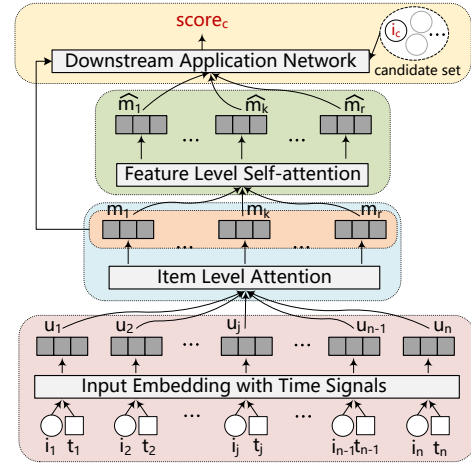 score_c
i_c ...
Downstream Application Network
candidate set
m̂_1 m̂_k m̂_r
... ...
Feature Level Self-attention
m_1 m_k m_r
... ...
Item Level Attention
u_1 u_2 u_j u_n-1 u_n
... ...
Input Embedding with Time Signals
... ...
i_1 t_1 i_2 t_2 i_j t_j i_n-1 t_n-1 i_n t_n